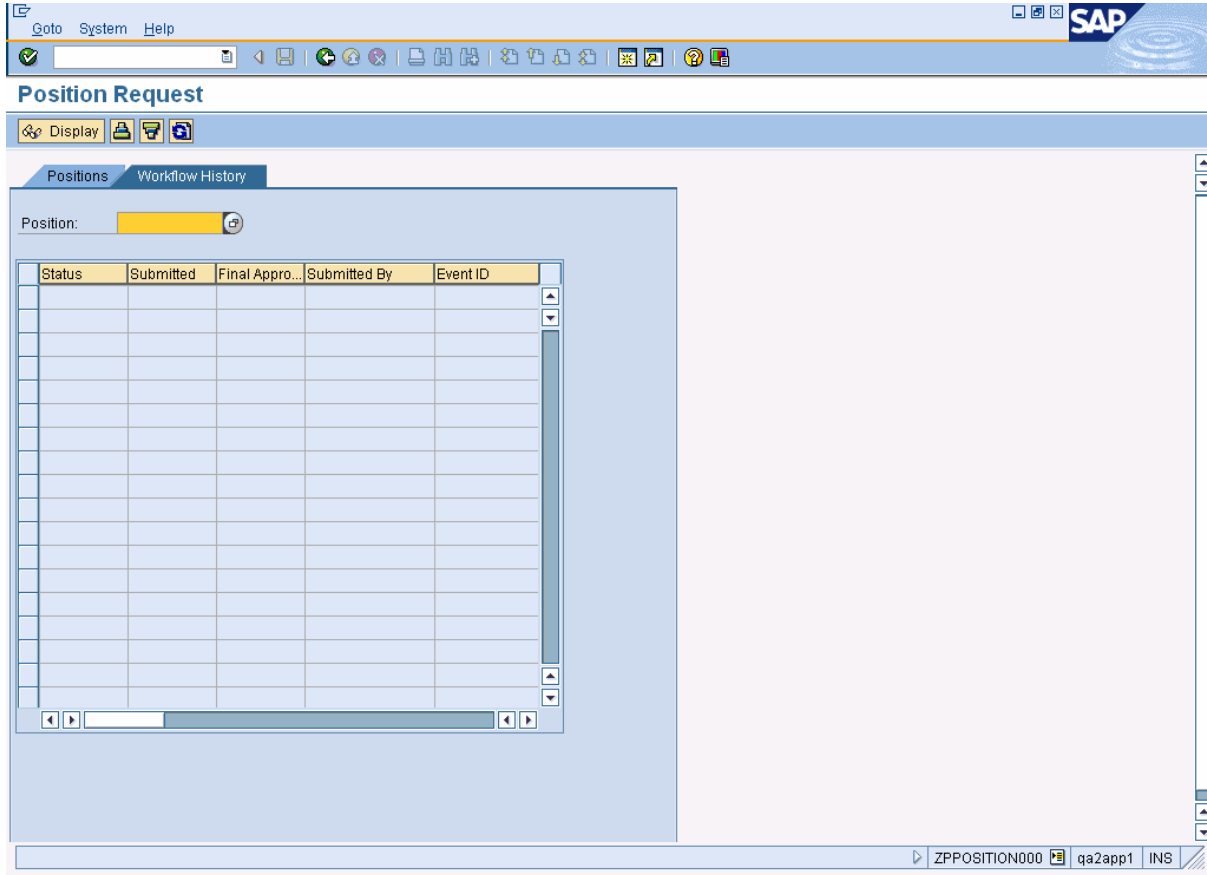 Goto System Help
SAP
Position Request
Display
Positions Workflow History
Position:
Status Submitted Final Appro... Submitted By Event ID
ZPPOSITION000 qa2app1 INS